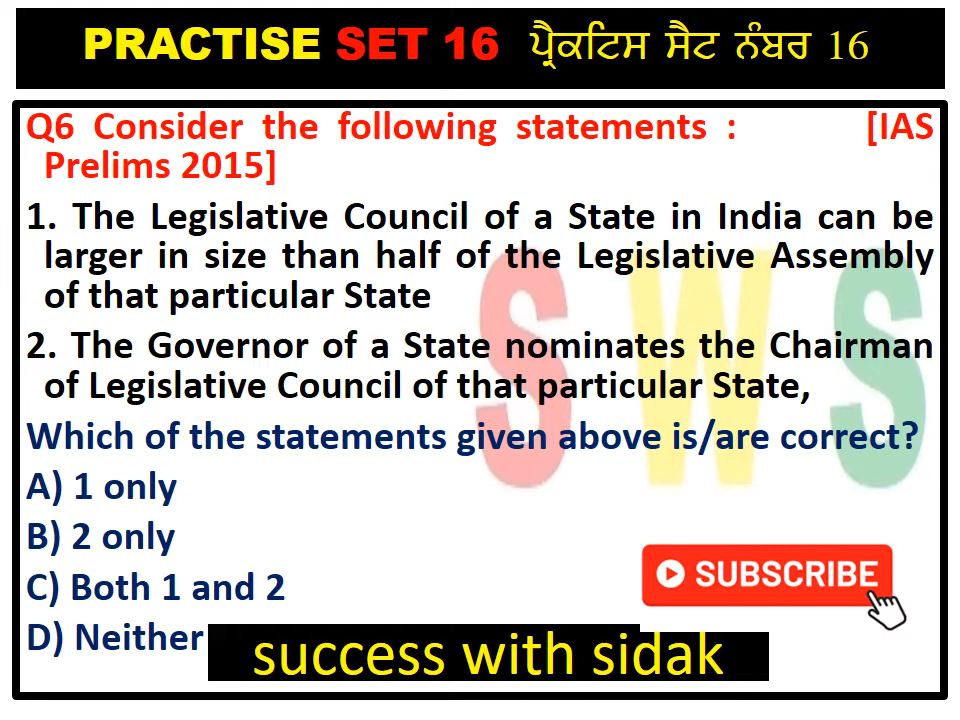 PRACTISE SET 16 ਪ੍ਰੈਕਟਿਸ ਸੈਟ ਨੰਬਰ 16
Q6 Consider the following statements : [IAS
Prelims 2015]
1. The Legislative Council of a State in India can be
larger in size than half of the Legislative Assembly
of that particular State
2. The Governor of a State nominates the Chairman
of Legislative Council of that particular State,
Which of the statements given above is/are correct?
A) 1 only
B) 2 only
C) Both 1 and 2
D) Neither
SWS
SUBSCRIBE
success with sidak